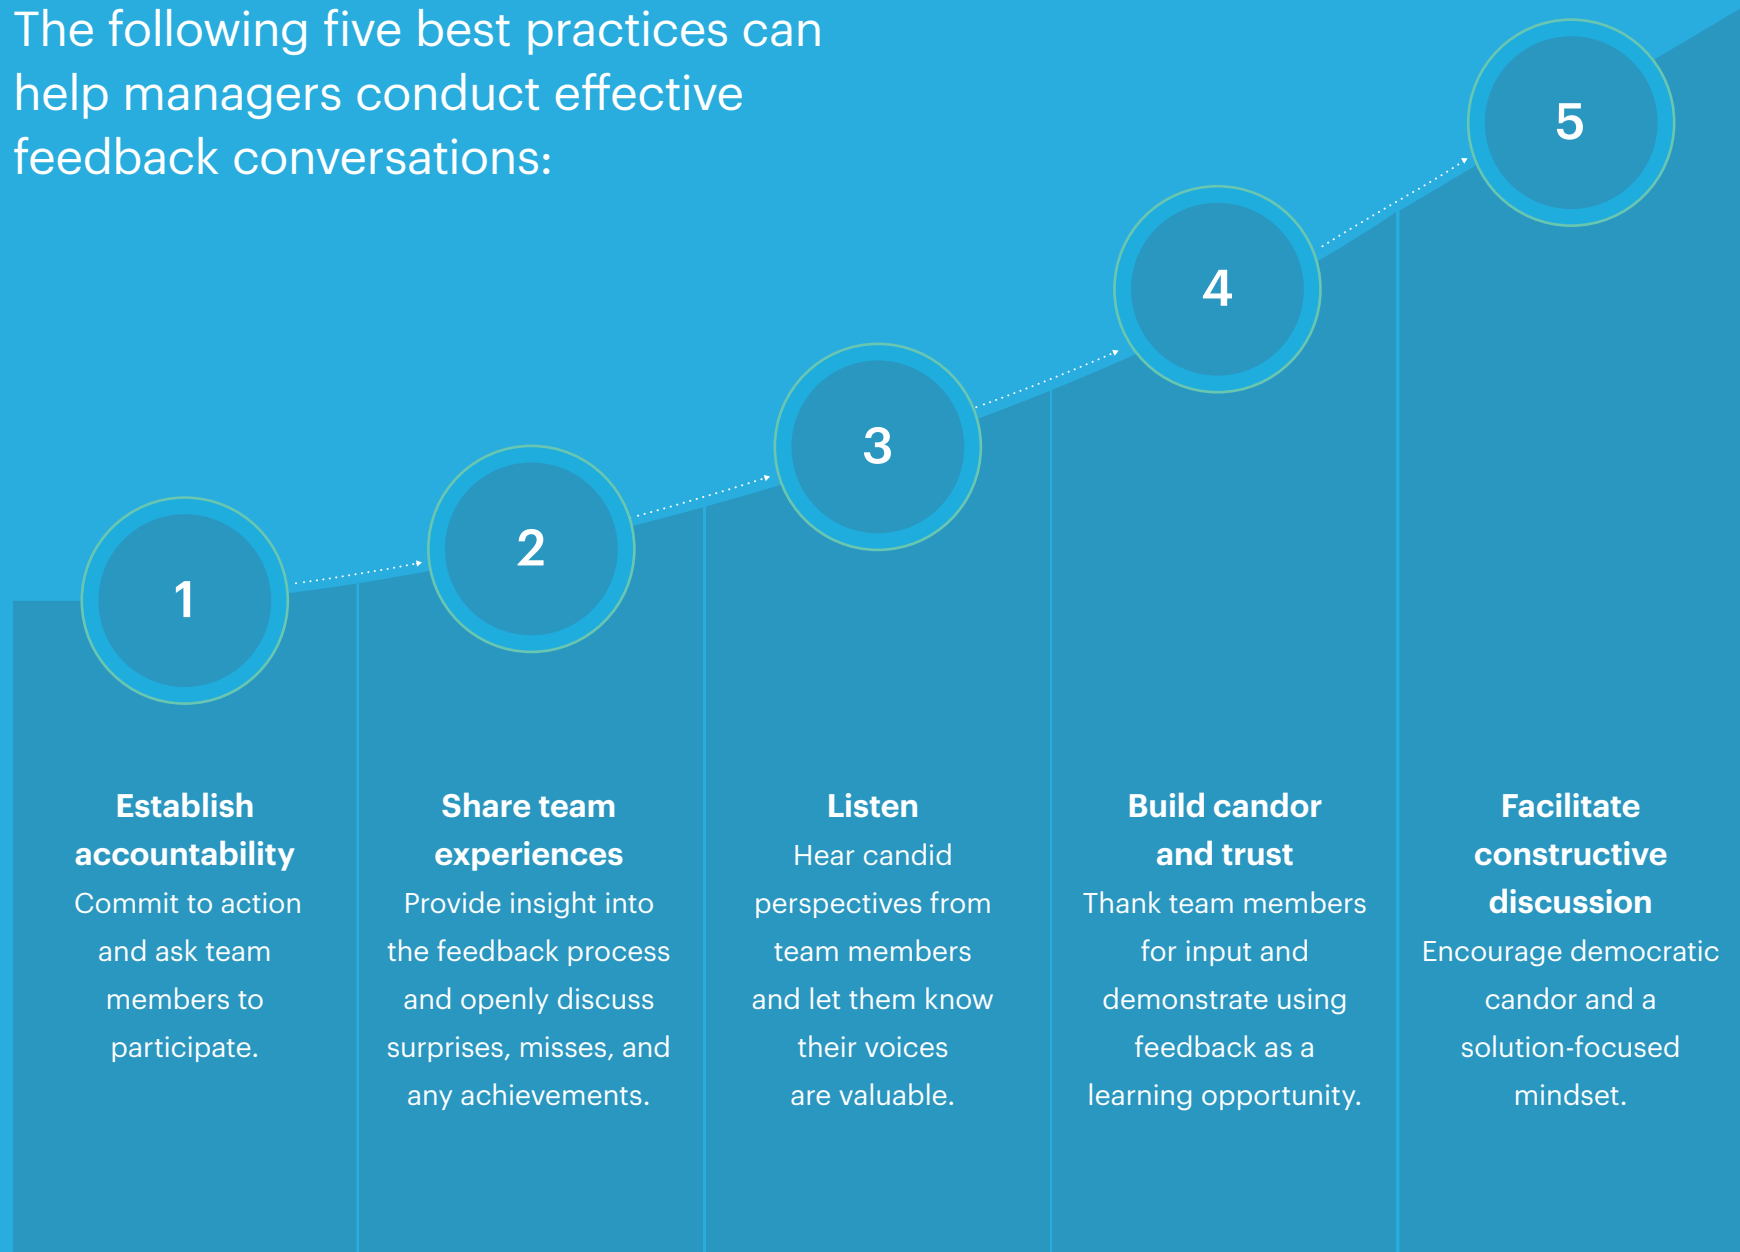 The following five best practices can
help managers conduct effective
feedback conversations:
1
2
3
4
5
Establish
accountability
Commit to action
and ask team
members to
participate.
Share team
experiences
Provide insight into
the feedback process
and openly discuss
surprises, misses, and
any achievements.
Listen
Hear candid
perspectives from
team members
and let them know
their voices
are valuable.
Build candor
and trust
Thank team members
for input and
demonstrate using
feedback as a
learning opportunity.
Facilitate
constructive
discussion
Encourage democratic
candor and a
solution-focused
mindset.